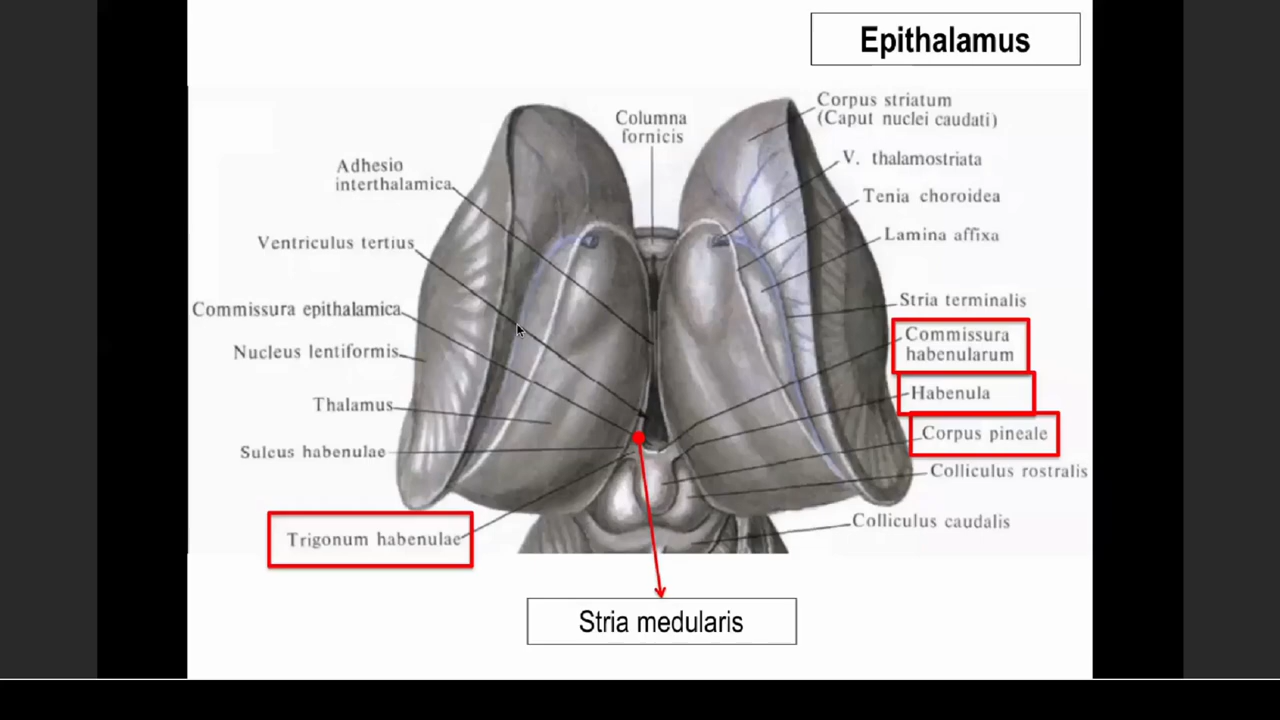 Epithalamus
Columna
fornicis
Corpus striatum
(Caput nuclei caudati)
Adhesio
interthalamica
V. thalamostriata
Tenia choroidea
Ventriculus tertius
Lamina affixa
Commissura epithalamica
Stria terminalis
Nucleus lentiformis
Commissura
habenularum
Thalamus
Habenula
Suleus habenulae
Corpus pineale
Colliculus rostralis
Trigonum habenulae
Colliculus caudalis
Stria medularis